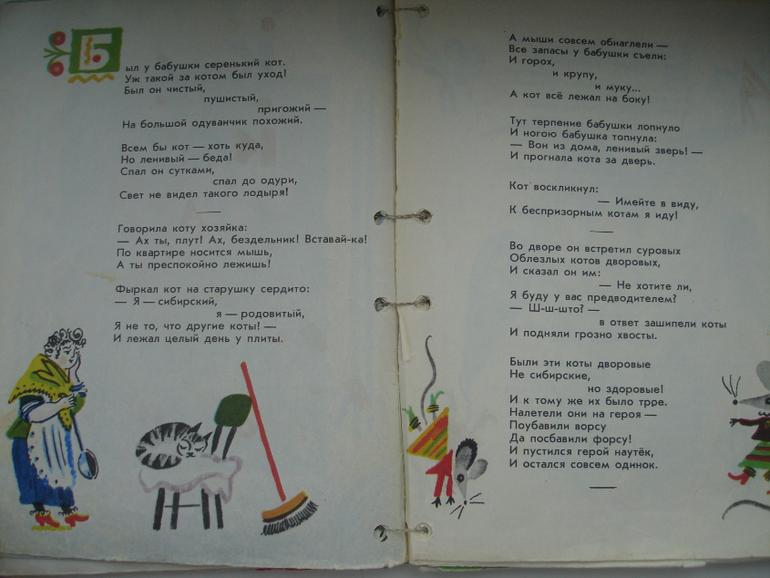 Был у бабушки серенький кот.
Уж такой за котом был уход!
Был он чистый,
пушистый,
пригожий —
На большой одуванчик похожий.
Всем бы кот — хоть куда,
Но ленивый — беда!
Спал он сутками,
спал до одури,
Свет не видел такого лодыря!
Говорила коту хозяйка:
— Ах ты, плут! Ах, бездельник! Вставай-ка!
По квартире носится мышь,
А ты преспокойно лежишь!
Фыркал кот на старушку сердито:
— Я — сибирский,
я — родовитый,
Я не то, что другие коты! —
И лежал целый день у плиты.
А мыши совсем обнаглели —
Все запасы у бабушки съели:
И горох,
и крупу,
и муку...
А кот всё лежал на боку!
Тут терпение бабушки лопнуло
И ногою бабушка топнула:
— Вон из дома, ленивый зверь! —
И прогнала кота за дверь.
Кот воскликнул:
— Имейте в виду,
К беспризорным котам я иду!
Во дворе он встретил суровых
Облезлых котов дворовых,
И сказал он им:
— Не хотите ли,
Я буду у вас предводителем?
— Ш-ш-што? —
в ответ зашипели коты
И подняли грозно хвосты.
Были эти коты дворовые
Не сибирские,
но здоровые!
И к тому же их было трое.
Налетели они на героя —
Поубавили ворсу
Да посбавили форсу!
И пустился герой наутёк,
И остался совсем одинок.